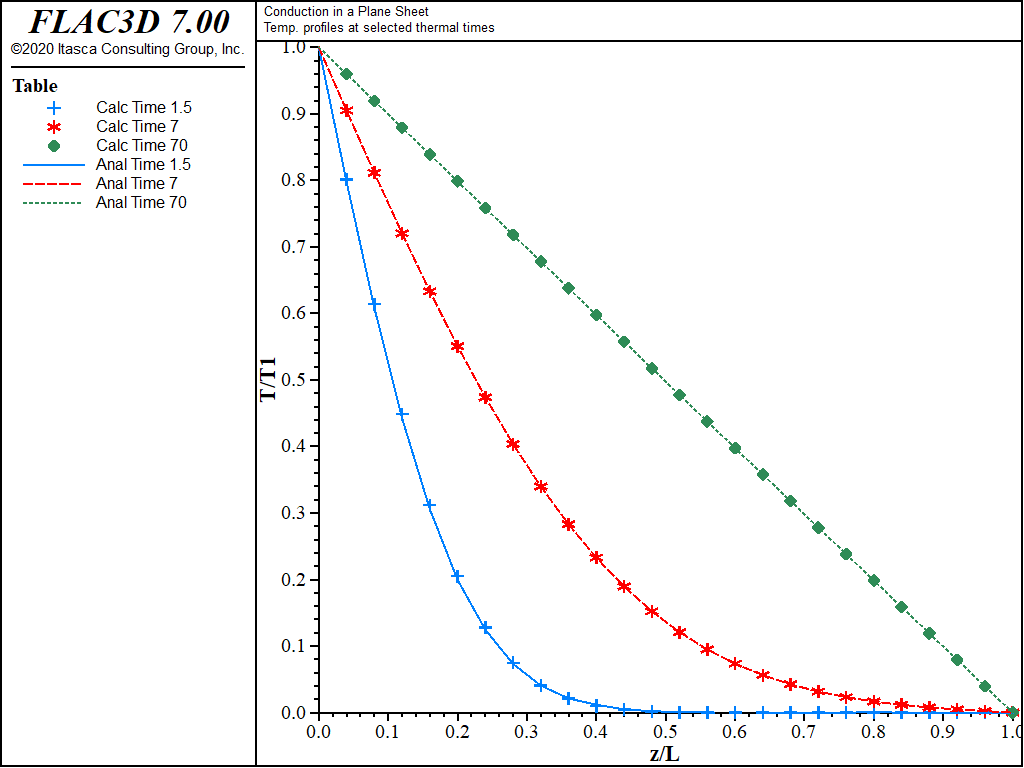 FLAC3D 7.00
©2020 Itasca Consulting Group, Inc.
Table
Calc Time 1.5
Calc Time 7
Calc Time 70
Anal Time 1.5
Anal Time 7
Anal Time 70
Conduction in a Plane Sheet
Temp. profiles at selected thermal times
1.0
0.9
0.8
0.7
0.6
0.5
0.4
0.3
0.2
0.1
0.0
T/T1
0.0 0.1 0.2 0.3 0.4 0.5 0.6 0.7 0.8 0.9 1.0
z/L